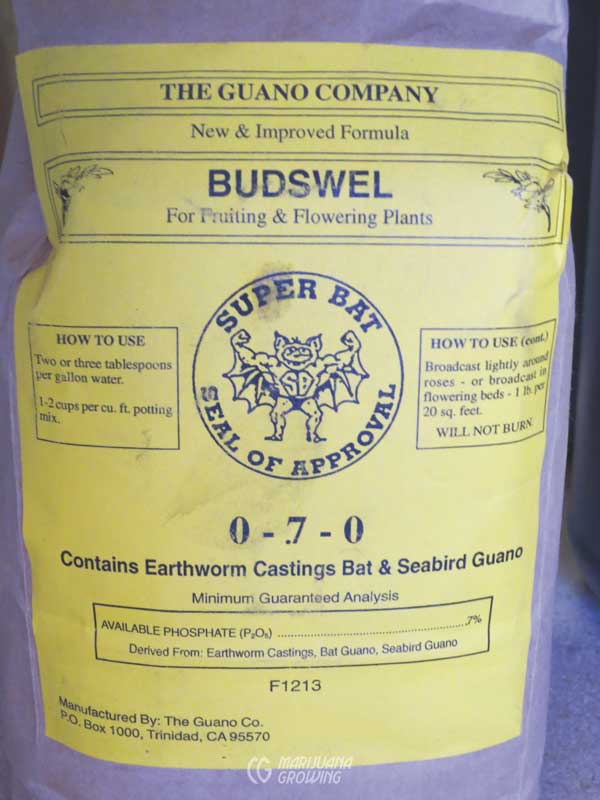 THE GUANO COMPANY
New & Improved Formula
BUDSWEL
For Fruiting & Flowering Plants
HOW TO USE
Two or three tablespoons
per gallon water.
1-2 cups per cu. ft. potting
mix.
SUPER BAT
SB
SEAL OF APPROVAL
HOW TO USE (cont.)
Broadcast lightly around
roses - or broadcast in
flowering beds - 1 lb. per
20 sq. feet.
WILL NOT BURN.
0 - .7 - 0
Contains Earthworm Castings Bat & Seabird Guano
Minimum Guaranteed Analysis
AVAILABLE PHOSPHATE (P₂O₅) ..........................................................7%
Derived From: Earthworm Castings, Bat Guano, Seabird Guano
F1213
Manufactured By: The Guano Co.
P.O. Box 1000, Trinidad, CA 95570
CG MARIJUANA
GROWING